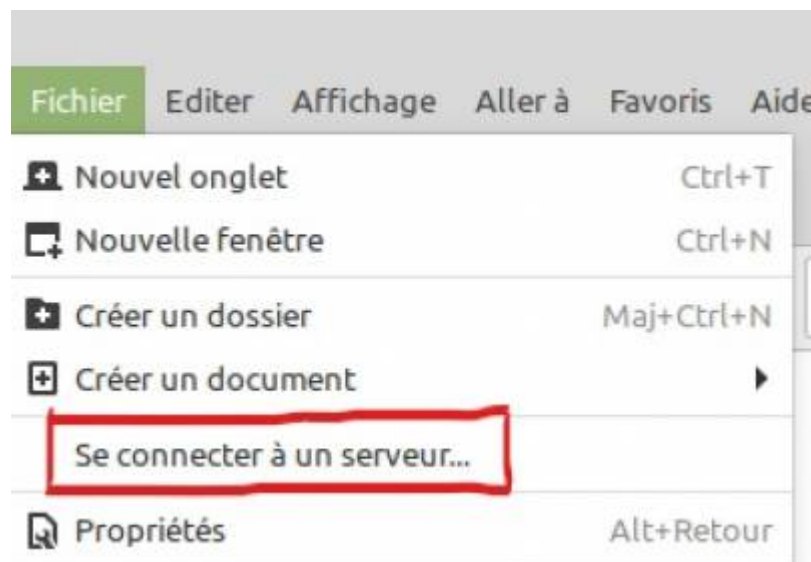 Fichier Editer Affichage Aller à Favoris Aide
Nouvel onglet Ctrl+T
Nouvelle fenêtre Ctrl+N
Créer un dossier Maj+Ctrl+N
Créer un document
Se connecter à un serveur...
Propriétés Alt+Retour